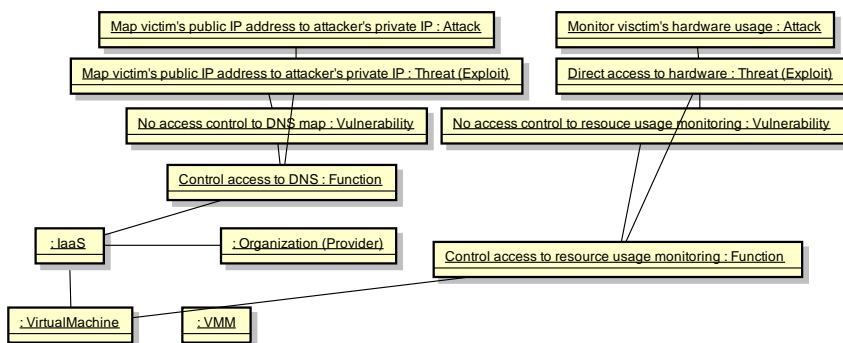 Map victim's public IP address to attacker's private IP : Attack
Monitor visctim's hardware usage : Attack
Map victim's public IP address to attacker's private IP : Threat (Exploit)
Direct access to hardware : Threat (Exploit)
No access control to DNS map : Vulnerability
No access control to resouce usage monitoring : Vulnerability
Control access to DNS : Function
: IaaS
: Organization (Provider)
Control access to resource usage monitoring : Function
: VirtualMachine
: VMM